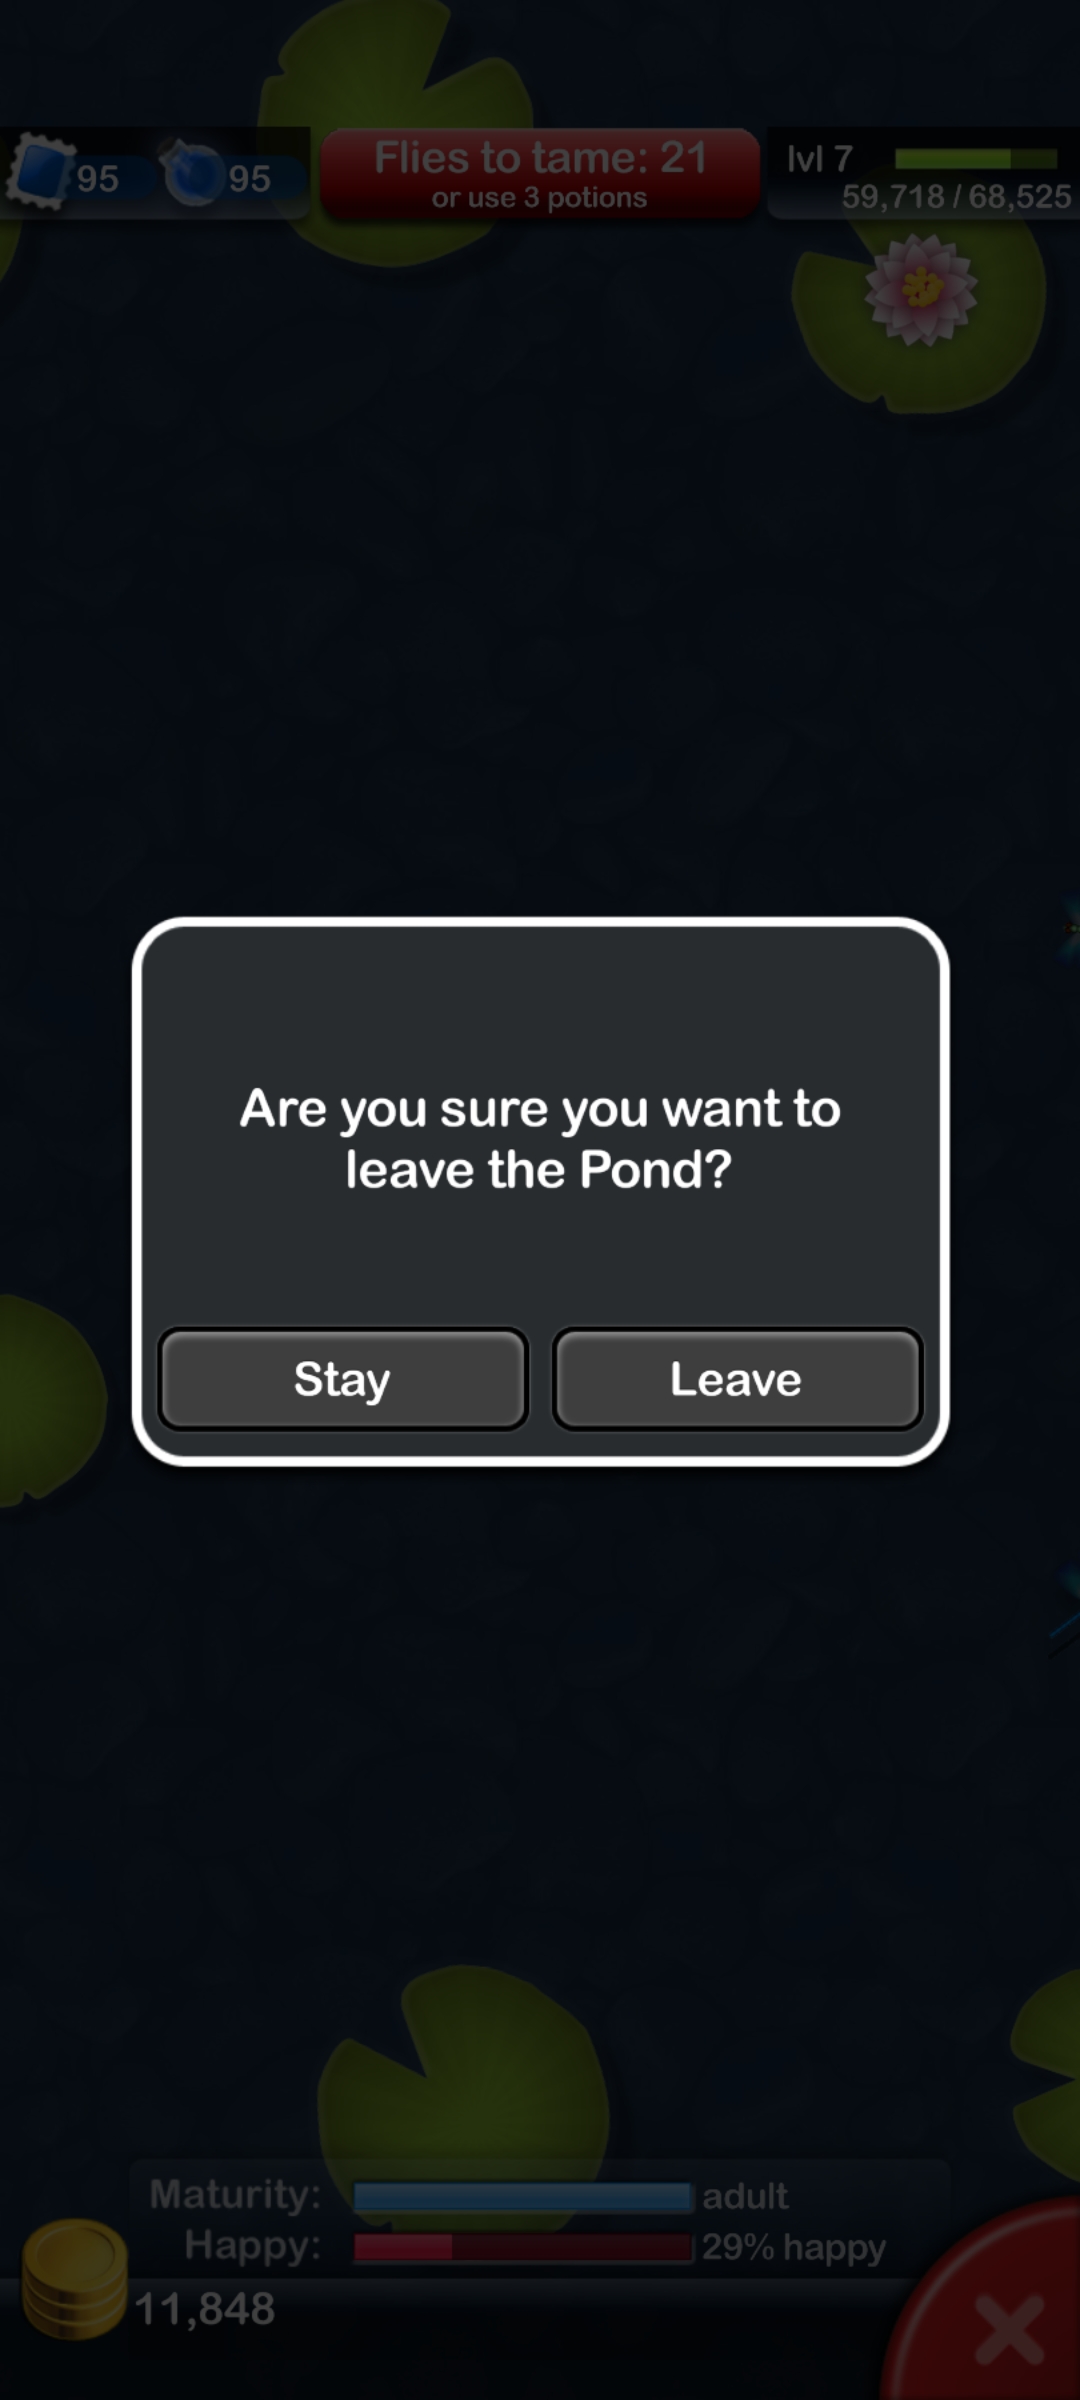 95
95
Flies to tame: 21
or use 3 potions
lvl 7
59,718 / 68,525
Are you sure you want to
leave the Pond?
Stay
Leave
Maturity:
adult
Happy:
29% happy
11,848